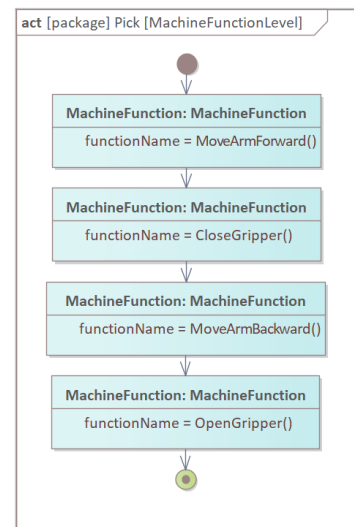 act [package] Pick [MachineFunctionLevel]
MachineFunction: MachineFunction
functionName = MoveArmForward()
MachineFunction: MachineFunction
functionName = CloseGripper()
MachineFunction: MachineFunction
functionName = MoveArmBackward()
MachineFunction: MachineFunction
functionName = OpenGripper()